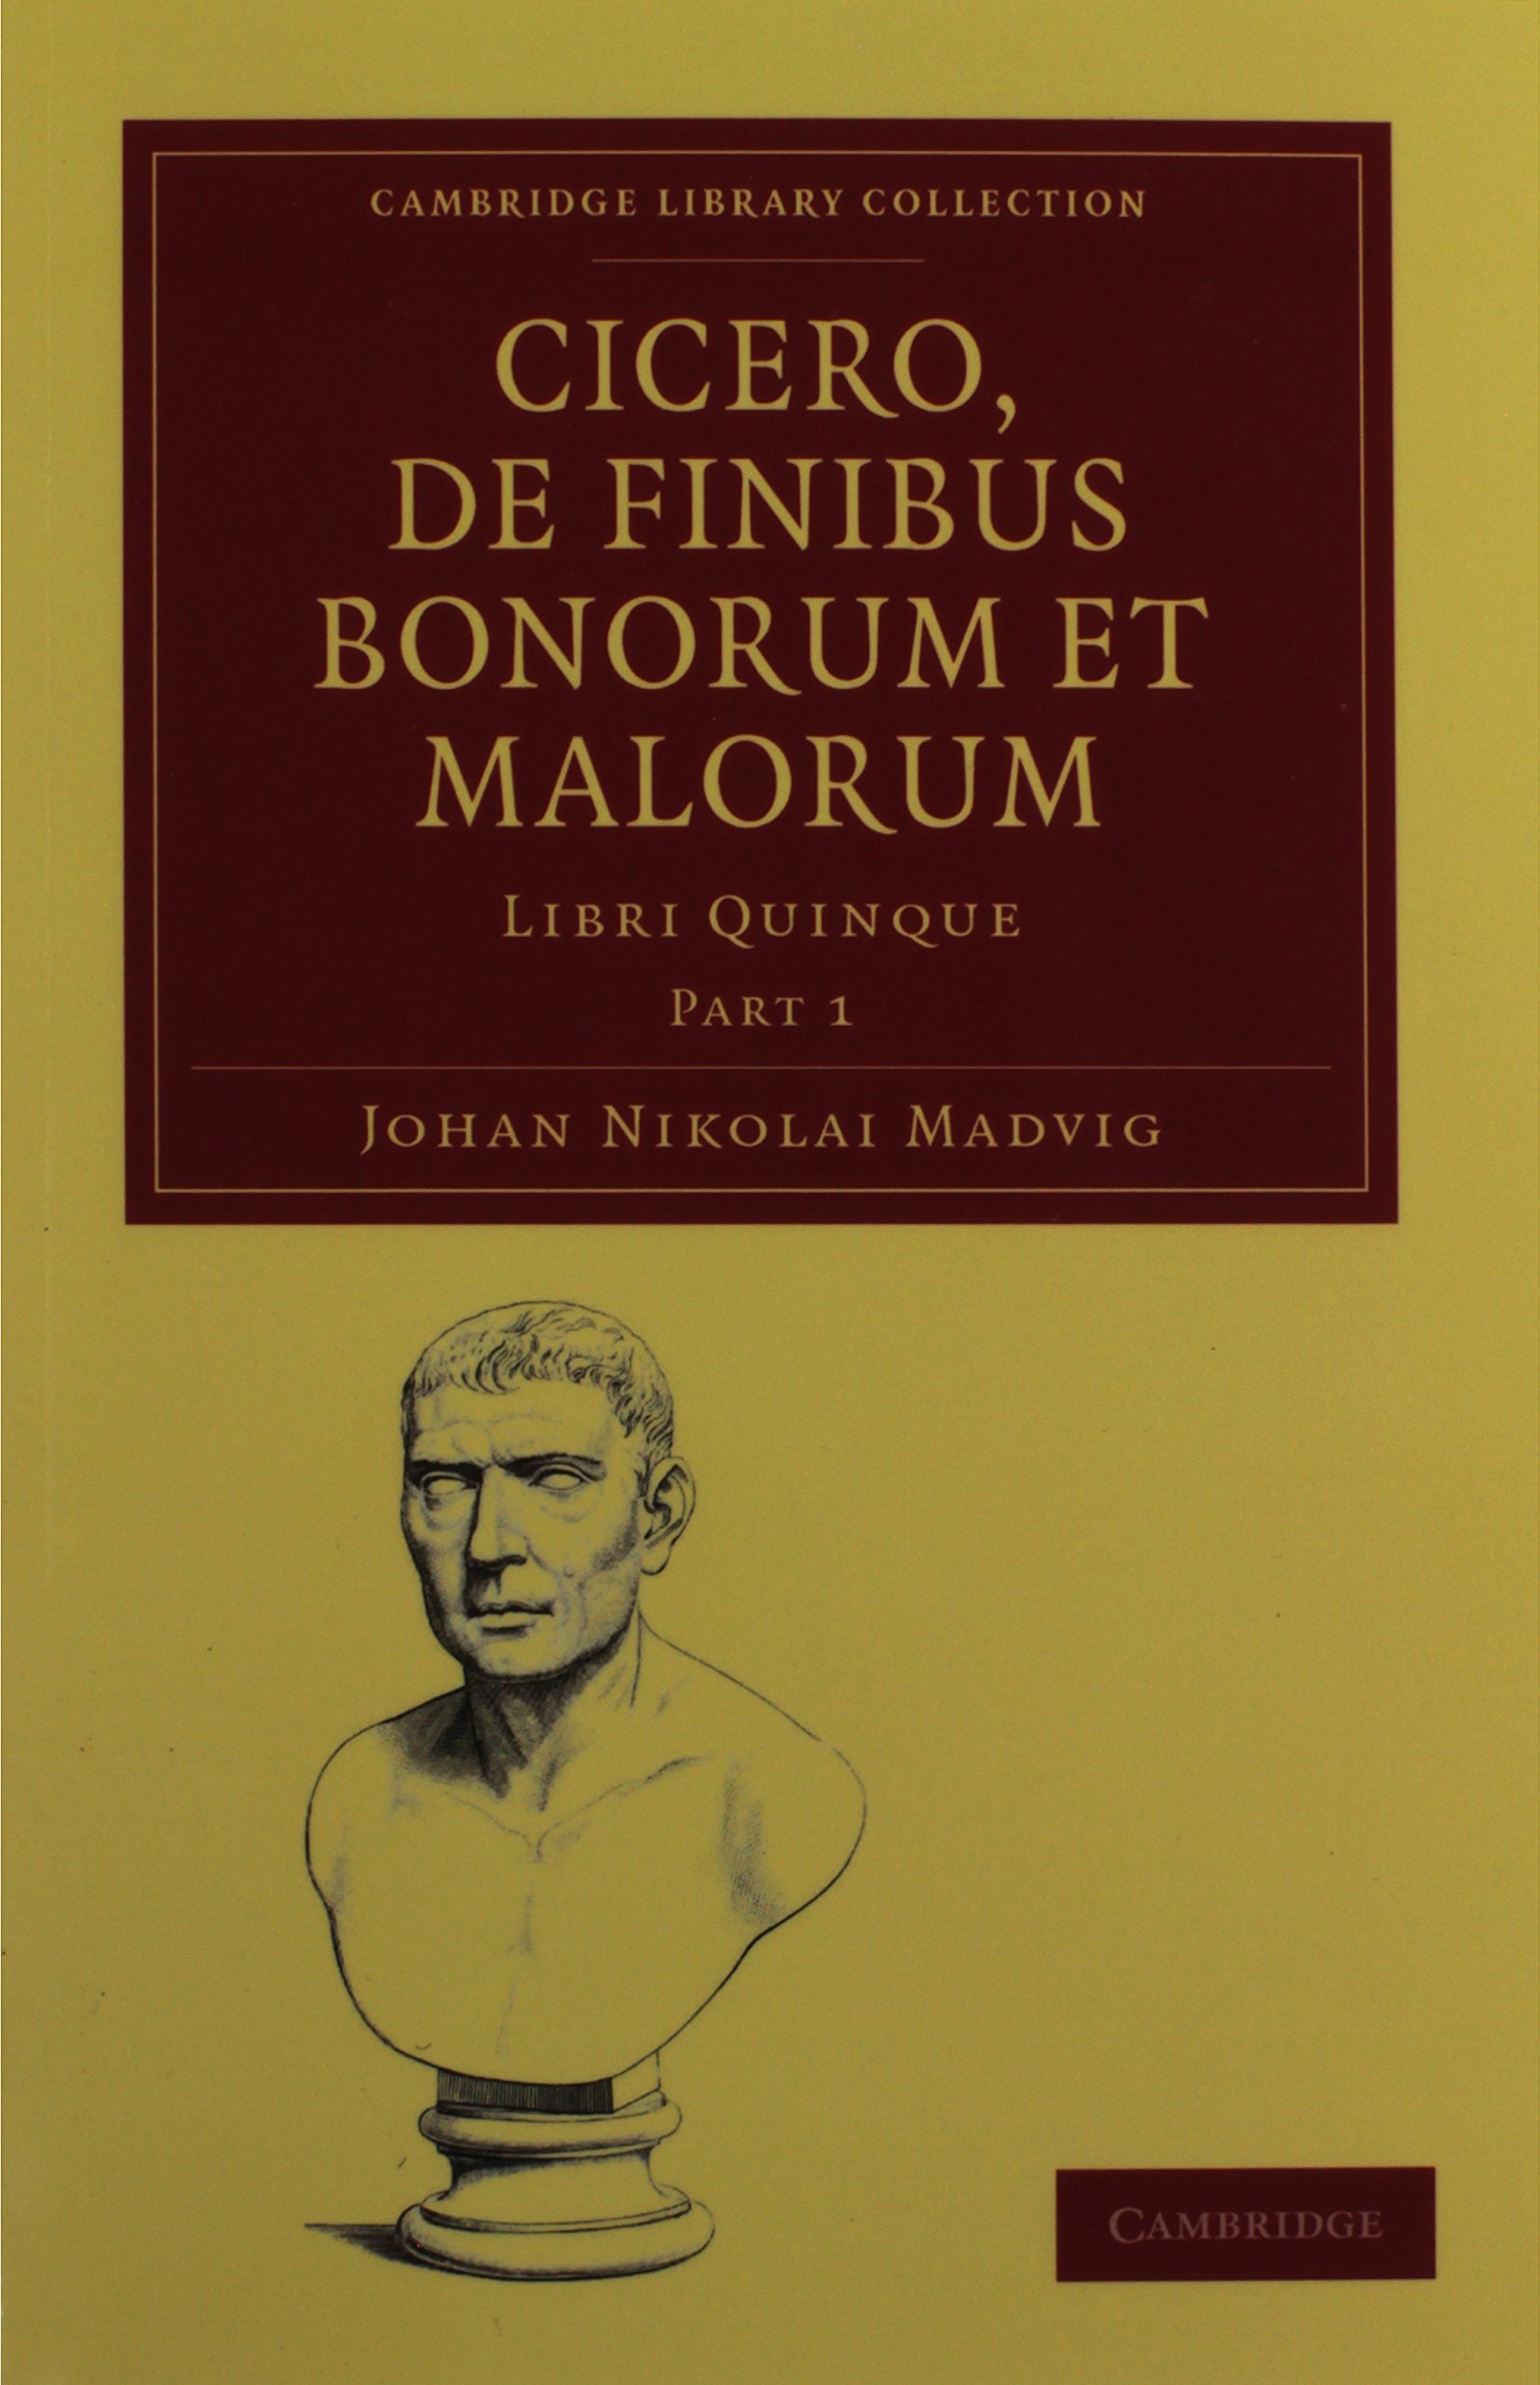 CAMBRIDGE LIBRARY COLLECTION
CICERO,
DE FINIBUS
BONORUM ET
MALORUM
LIBRI QUINQUE
PART 1
JOHAN NIKOLAI MADVIG
CAMBRIDGE